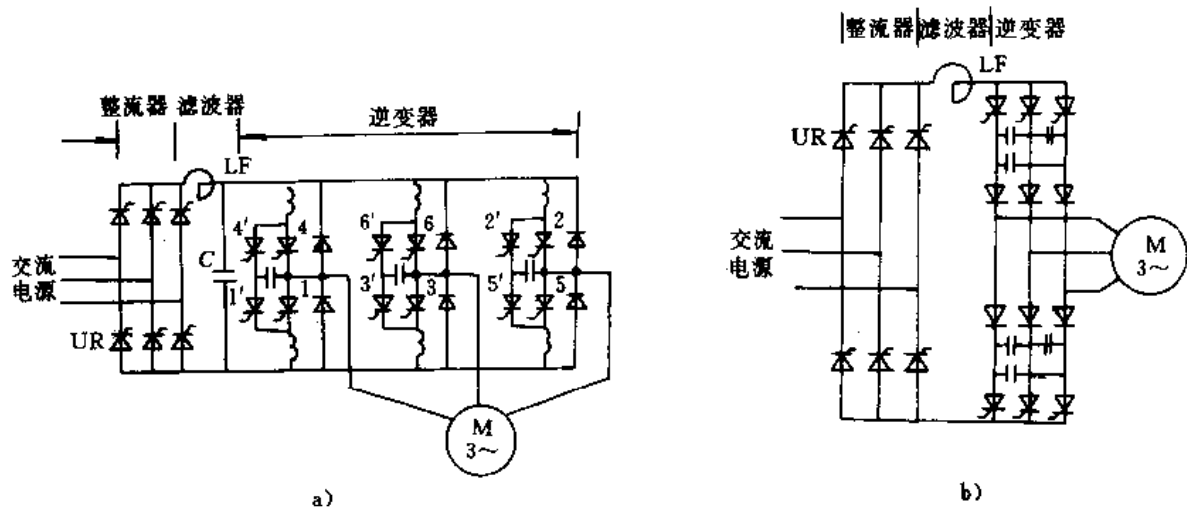 整流器 滤波器
逆变器
LF
4' 4
6' 6
2' 2
交流
电源
C
1' 1
3' 3
5' 5
UR
M
3～
a）
整流器 滤波器 逆变器
LF
UR
交流
电源
M
3～
b）